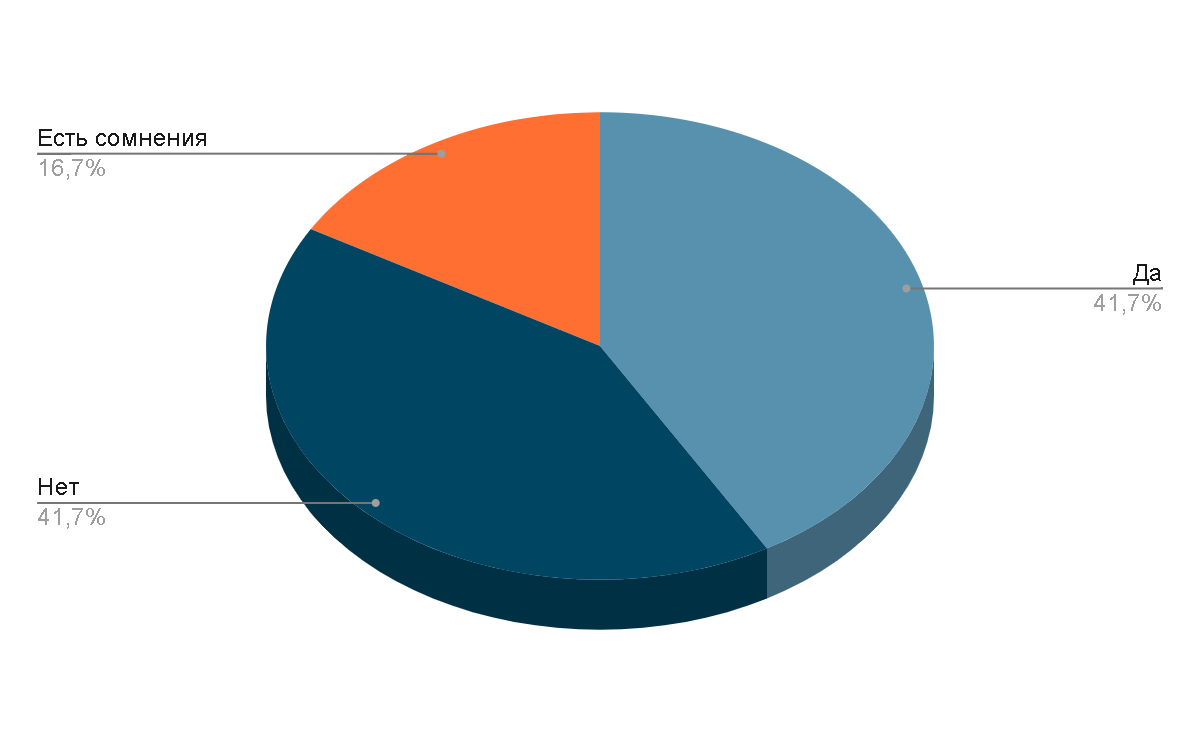 Есть сомнения
16,7%
Да
41,7%
Нет
41,7%